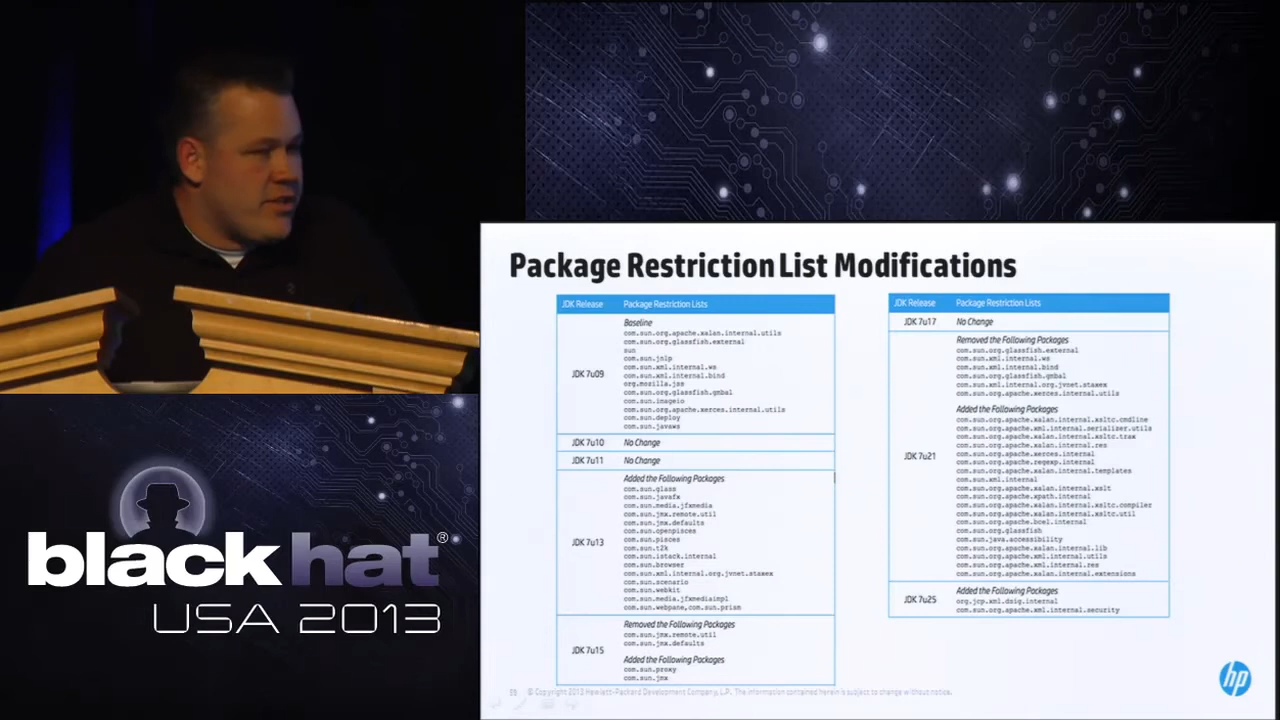 Package Restriction List Modifications
JDK Release Package Restriction Lists
Baseline
com.sun.org.apache.xalan.internal.utils
com.sun.org.glassfish.external
sun
com.sun.jnlp
com.sun.xml.internal.ws
com.sun.xml.internal.bind
org.mozilla.jss
com.sun.org.glassfish.gmbal
com.sun.imageio
com.sun.org.apache.xerces.internal.utils
com.sun.deploy
com.sun.javaws
JDK 7u09
JDK 7u10 No Change
JDK 7u11 No Change
Added the Following Packages
com.sun.glass
com.sun.javafx
com.sun.media.jfxmedia
com.sun.jmx.remote.util
com.sun.jmx.defaults
com.sun.openpisces
com.sun.pisces
com.sun.t2k
com.sun.istack.internal
com.sun.browser
com.sun.xml.internal.org.jvnet.staxex
com.sun.scenario
com.sun.webkit
com.sun.media.jfxmediaimpl
com.sun.webpane,com.sun.prism
JDK 7u13
Removed the Following Packages
com.sun.jmx.remote.util
com.sun.jmx.defaults
JDK 7u15
Added the Following Packages
com.sun.proxy
com.sun.jmx
JDK Release Package Restriction Lists
JDK 7u17 No Change
Removed the Following Packages
com.sun.org.glassfish.external
com.sun.xml.internal.ws
com.sun.xml.internal.bind
com.sun.org.glassfish.gmbal
com.sun.xml.internal.org.jvnet.staxex
com.sun.org.apache.xerces.internal.utils
Added the Following Packages
com.sun.org.apache.xalan.internal.xsltc.cmdline
com.sun.org.apache.xml.internal.serializer.utils
com.sun.org.apache.xalan.internal.xsltc.trax
com.sun.org.apache.xalan.internal.res
com.sun.org.apache.xerces.internal
com.sun.org.apache.regexp.internal
com.sun.org.apache.xalan.internal.templates
com.sun.xml.internal
com.sun.org.apache.xalan.internal.xslt
com.sun.org.apache.xpath.internal
com.sun.org.apache.xalan.internal.xsltc.compiler
com.sun.org.apache.xalan.internal.xsltc.util
com.sun.org.apache.bcel.internal
com.sun.org.glassfish
com.sun.java.accessibility
com.sun.org.apache.xalan.internal.lib
com.sun.org.apache.xml.internal.utils
com.sun.org.apache.xml.internal.res
com.sun.org.apache.xalan.internal.extensions
JDK 7u21
Added the Following Packages
org.jcp.xml.dsig.internal
com.sun.org.apache.xml.internal.security
JDK 7u25
© Copyright 2013 Hewlett-Packard Development Company, L.P. The information contained herein is subject to change without notice.
hp
black hat®
USA 2013